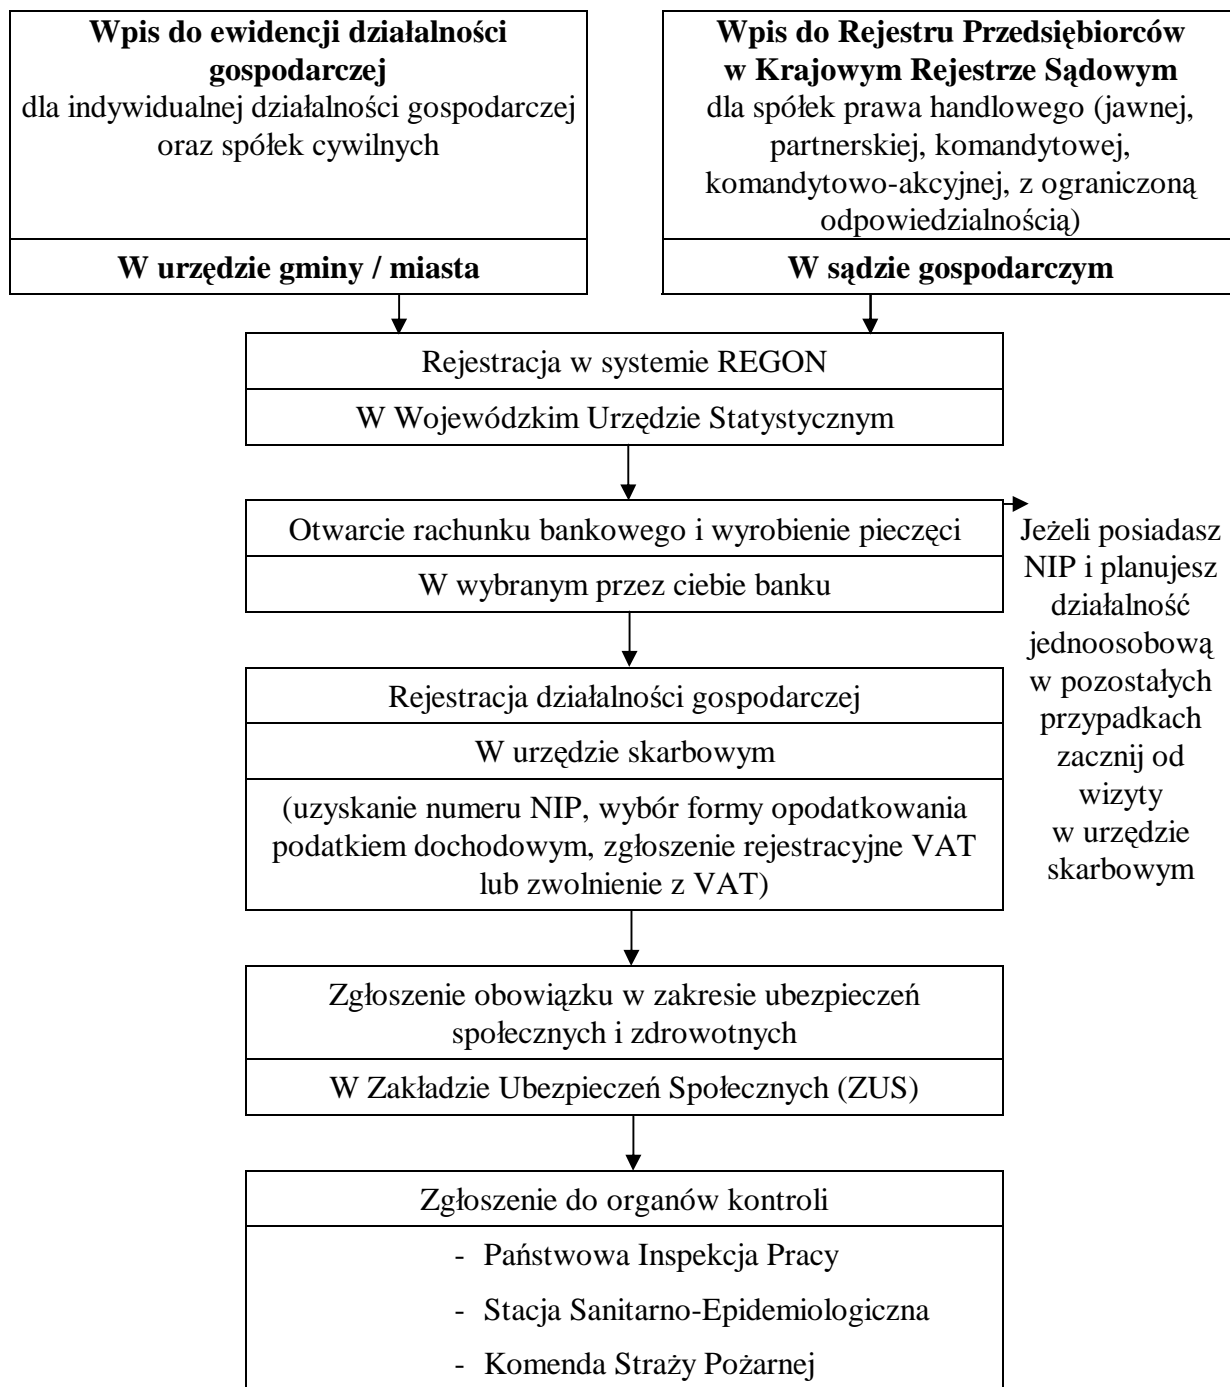 Wpis do ewidencji działalności
gospodarczej
dla indywidualnej działalności gospodarczej
oraz spółek cywilnych
W urzędzie gminy / miasta
Wpis do Rejestru Przedsiębiorców
w Krajowym Rejestrze Sądowym
dla spółek prawa handlowego (jawnej,
partnerskiej, komandytowej,
komandytowo-akcyjnej, z ograniczoną
odpowiedzialnością)
W sądzie gospodarczym
Rejestracja w systemie REGON
W Wojewódzkim Urzędzie Statystycznym
Otwarcie rachunku bankowego i wyrobienie pieczęci
W wybranym przez ciebie banku
Jeżeli posiadasz
NIP i planujesz
działalność
jednoosobową
w pozostałych
przypadkach
zacznij od
wizyty
w urzędzie
skarbowym
Rejestracja działalności gospodarczej
W urzędzie skarbowym
(uzyskanie numeru NIP, wybór formy opodatkowania
podatkiem dochodowym, zgłoszenie rejestracyjne VAT
lub zwolnienie z VAT)
Zgłoszenie obowiązku w zakresie ubezpieczeń
społecznych i zdrowotnych
W Zakładzie Ubezpieczeń Społecznych (ZUS)
Zgłoszenie do organów kontroli
- Państwowa Inspekcja Pracy
- Stacja Sanitarno-Epidemiologiczna
- Komenda Straży Pożarnej